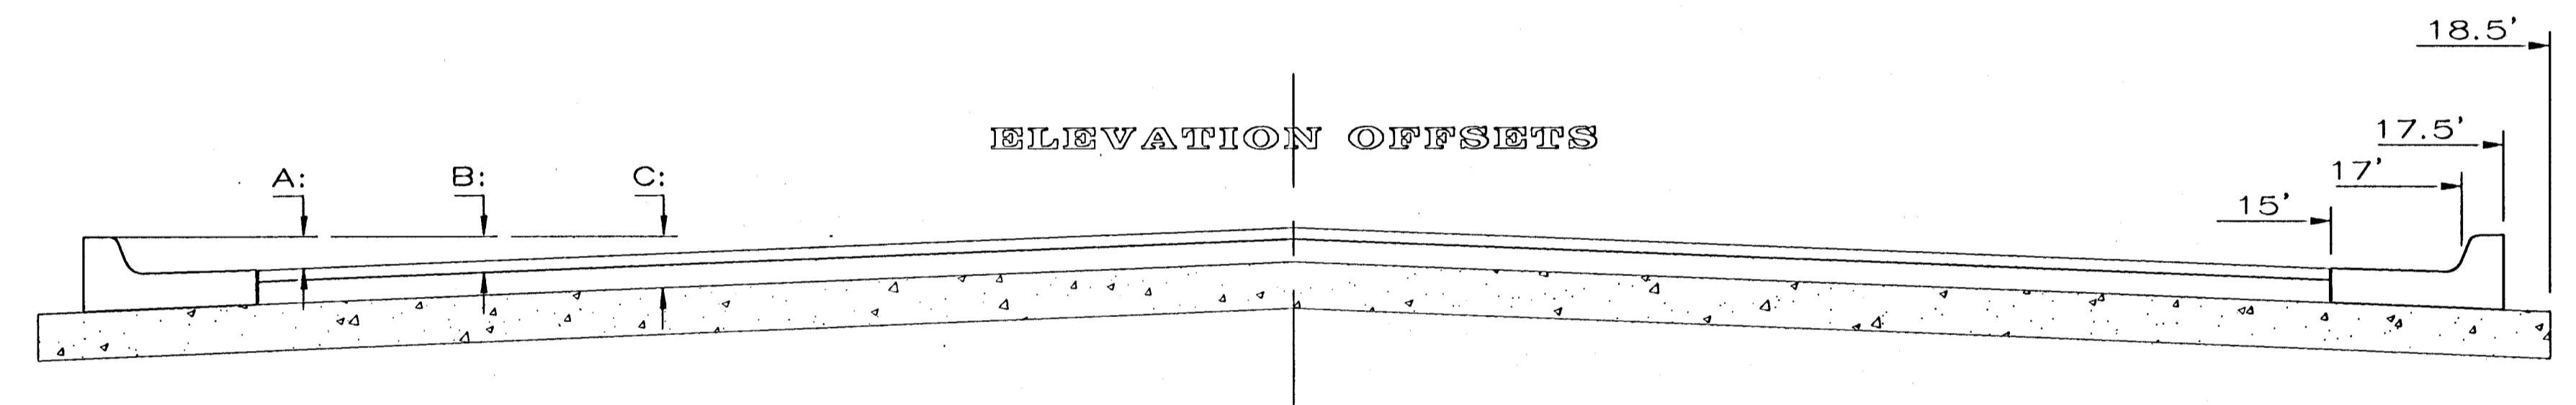 18.5'
ELEVATION OFFSETS
17.5'
A:
B:
C:
17'
15'